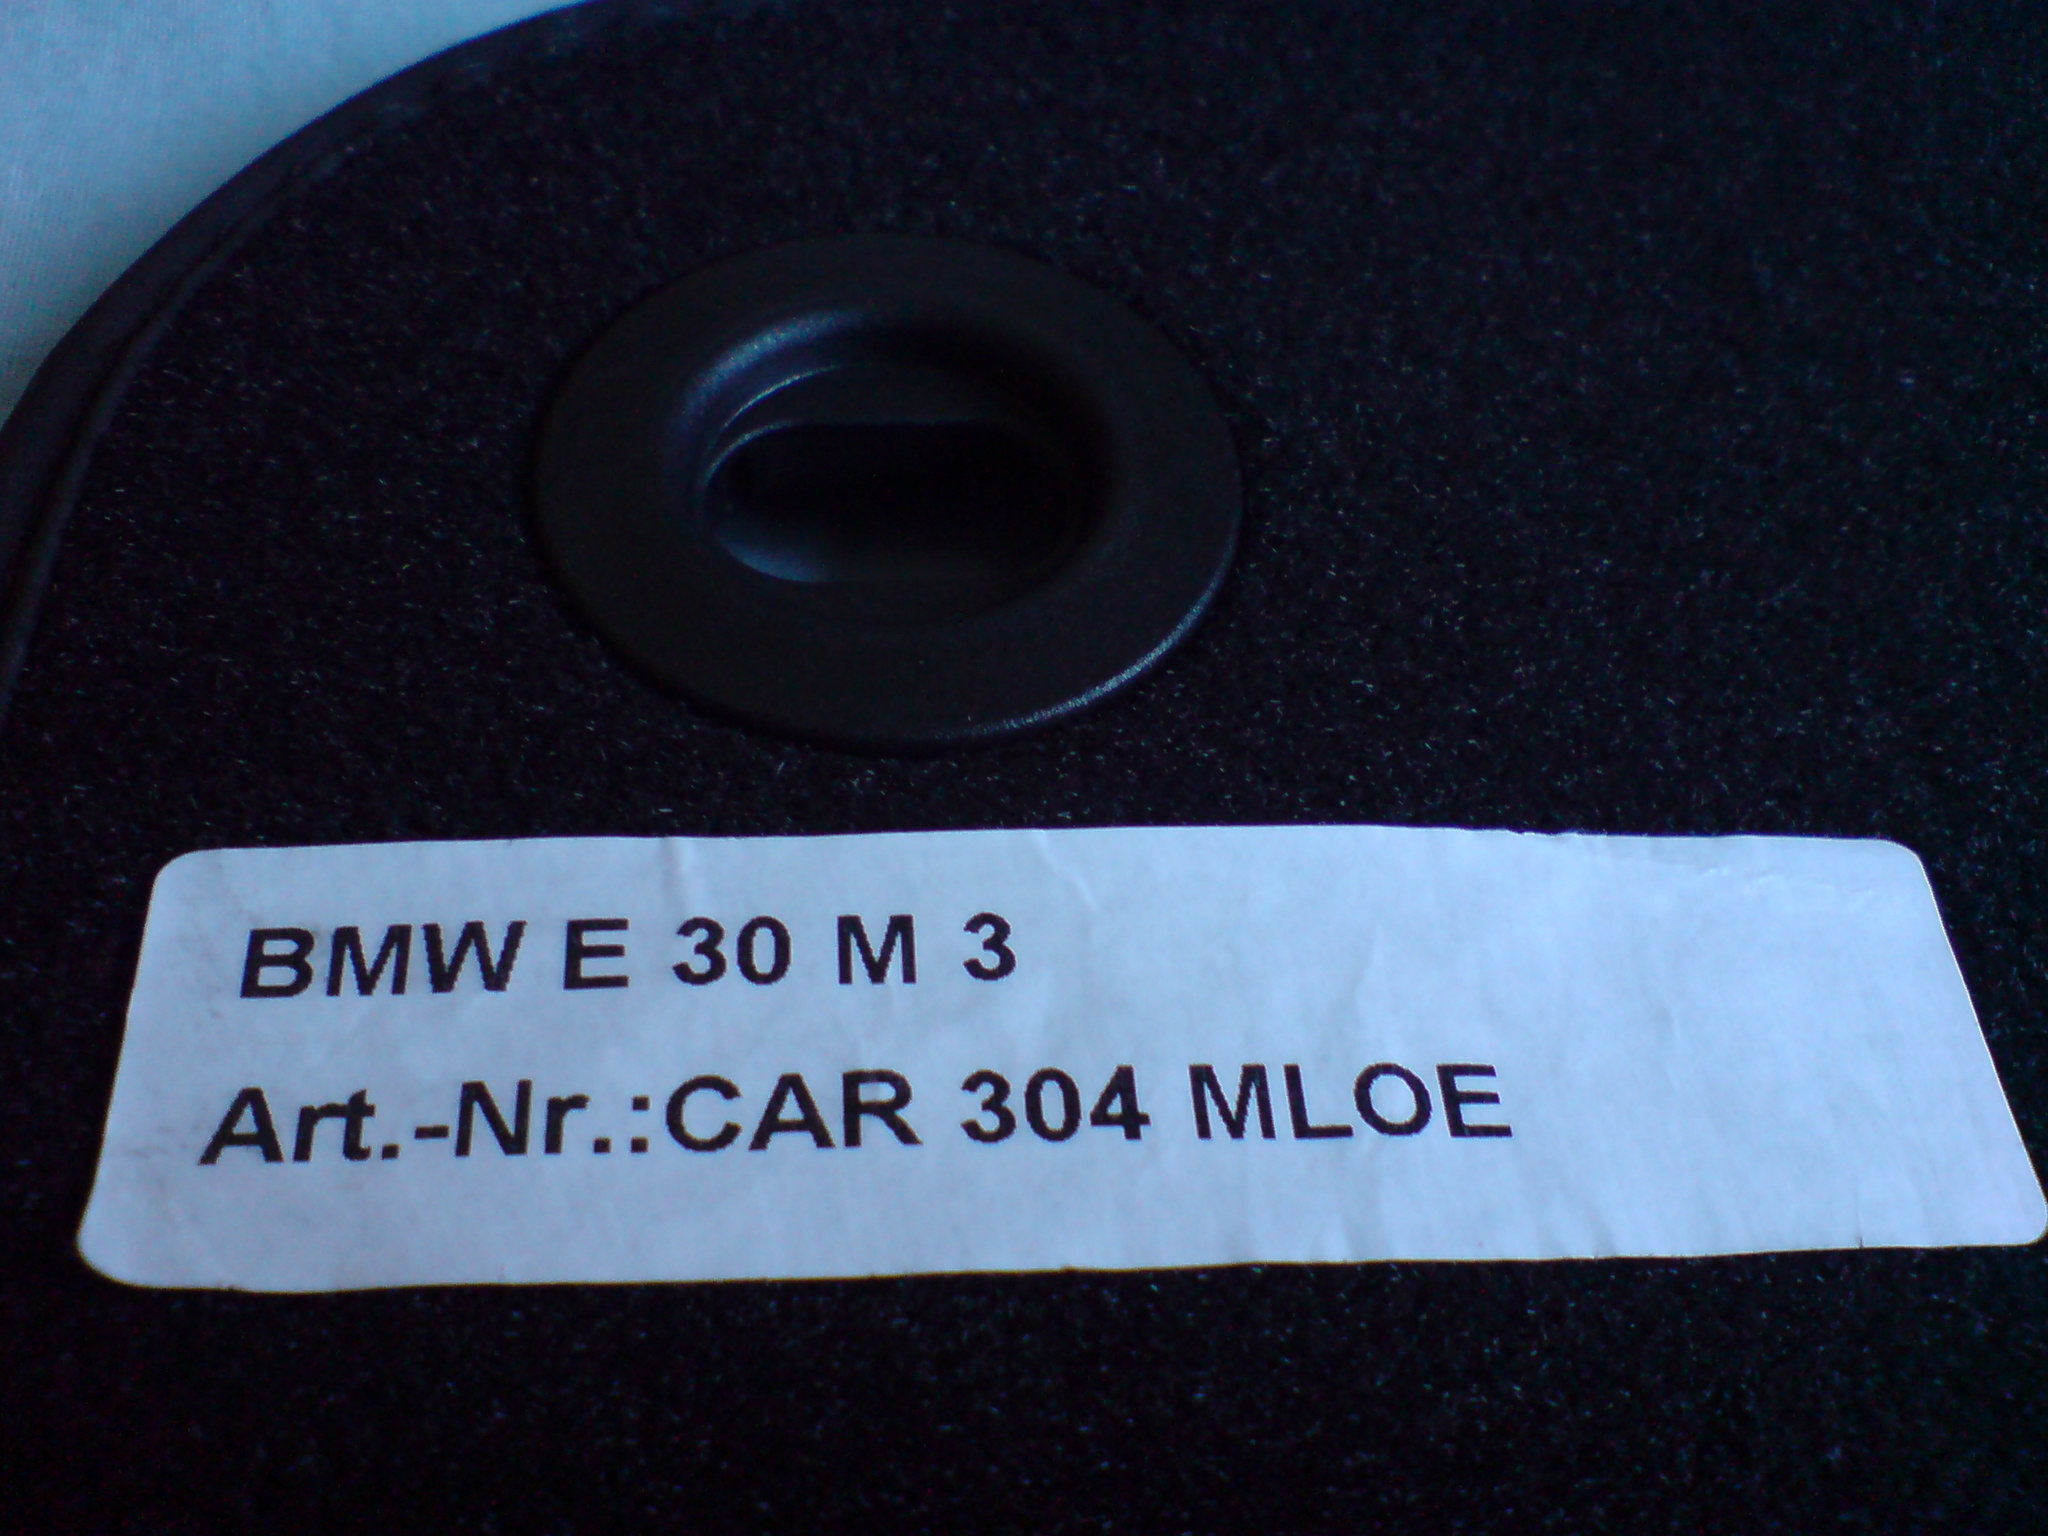 BMW E 30 M 3
Art.-Nr.:CAR 304 MLOE